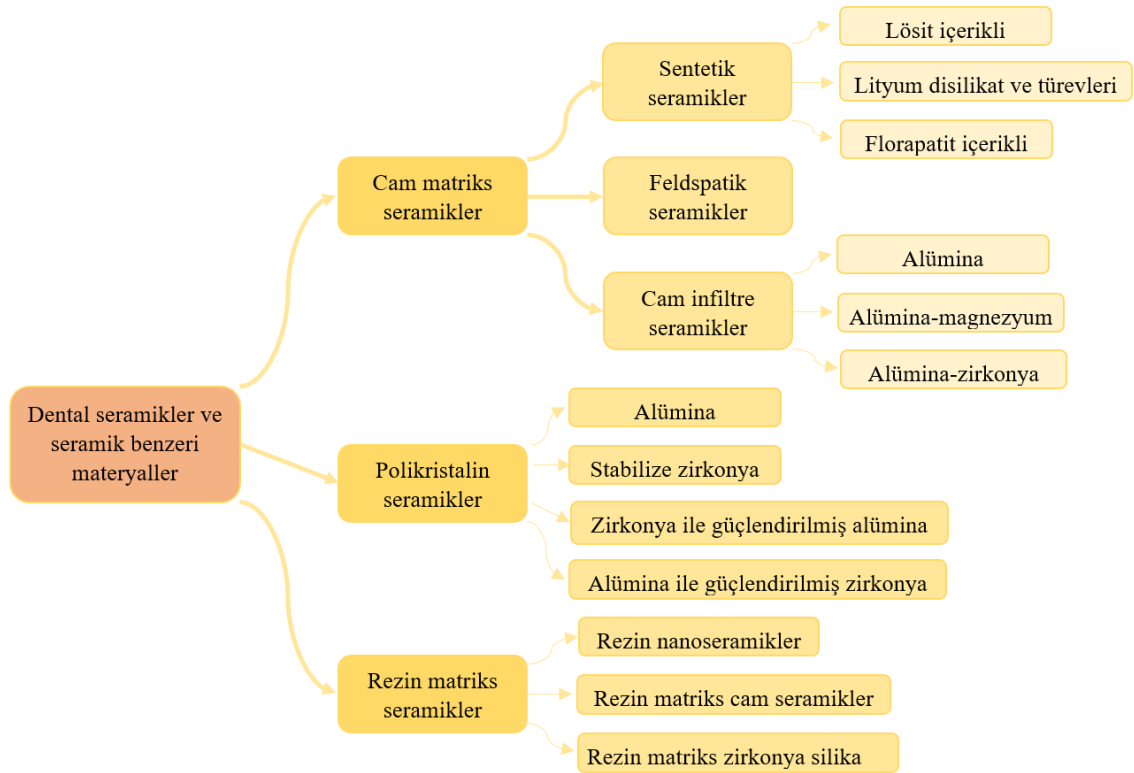 Dental seramikler ve
seramik benzeri
materyaller
Cam matriks
seramikler
Sentetik
seramikler
Lösit içerikli
Lityum disilikat ve türevleri
Florapatit içerikli
Feldspatik
seramikler
Cam infiltre
seramikler
Alümina
Alümina-magnezyum
Alümina-zirkonya
Polikristalin
seramikler
Alümina
Stabilize zirkonya
Zirkonya ile güçlendirilmiş alümina
Alümina ile güçlendirilmiş zirkonya
Rezin matriks
seramikler
Rezin nanoseramikler
Rezin matriks cam seramikler
Rezin matriks zirkonya silika